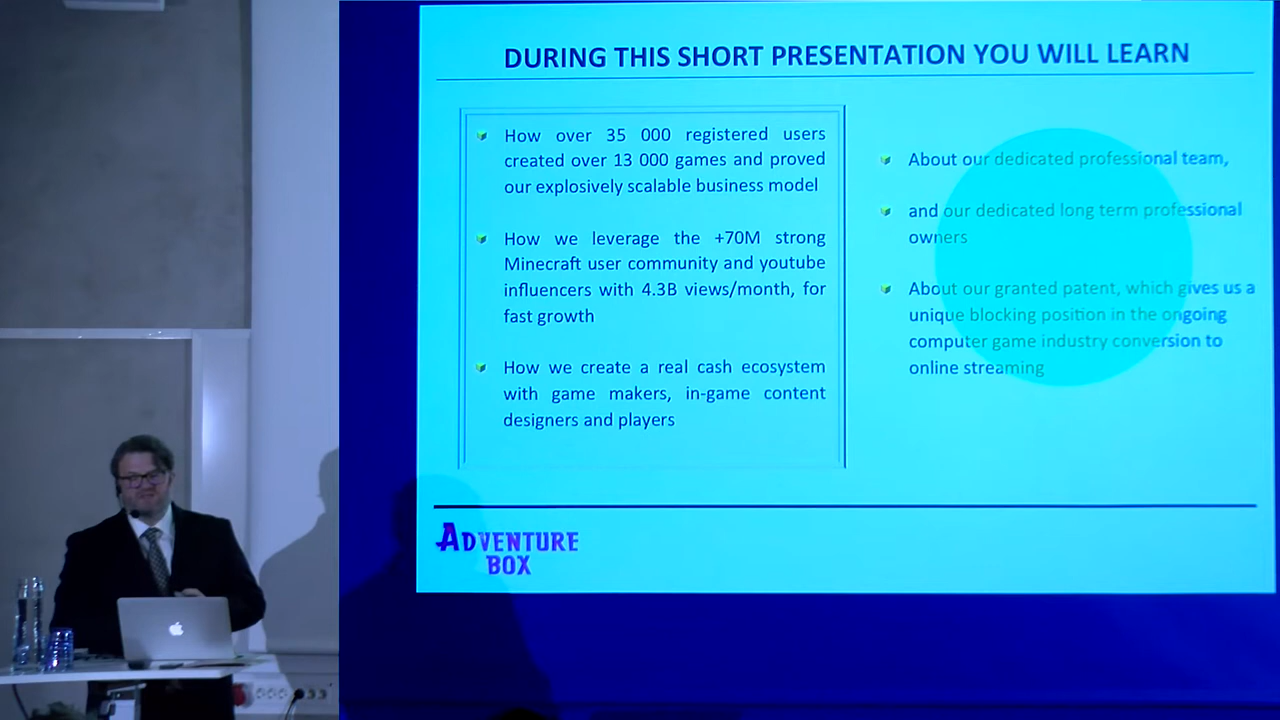 DURING THIS SHORT PRESENTATION YOU WILL LEARN
How over 35 000 registered users
created over 13 000 games and proved
our explosively scalable business model
How we leverage the +70M strong
Minecraft user community and youtube
influencers with 4.3B views/month, for
fast growth
How we create a real cash ecosystem
with game makers, in-game content
designers and players
About our dedicated professional team,
and our dedicated long term professional
owners
About our granted patent, which gives us a
unique blocking position in the ongoing
computer game industry conversion to
online streaming
ADVENTURE
BOX